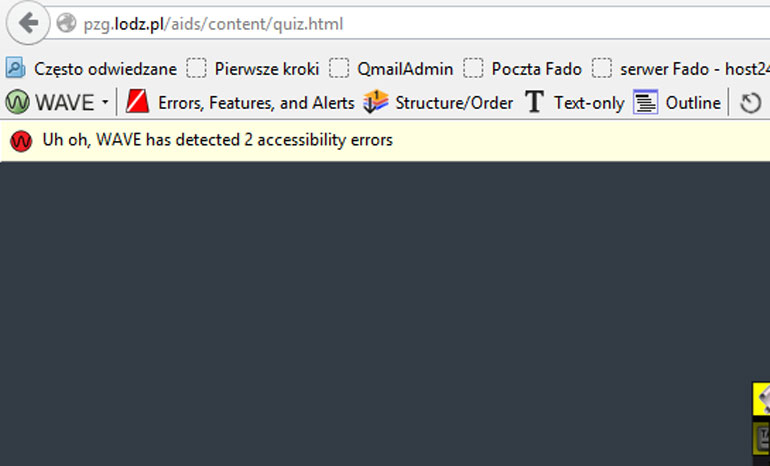 pzg.lodz.pl/aids/content/quiz.html
Często odwiedzane Pierwsze kroki QmailAdmin Poczta Fado serwer Fado - host24
WAVE Errors, Features, and Alerts Structure/Order Text-only Outline
Uh oh, WAVE has detected 2 accessibility errors